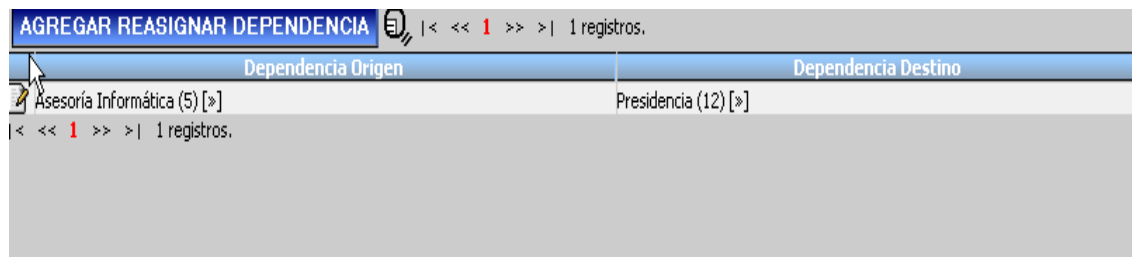 AGREGAR REASIGNAR DEPENDENCIA |< << 1 >> >| 1 registros.
Dependencia Origen Dependencia Destino
Asesoría Informática (5) [»] Presidencia (12) [»]
|< << 1 >> >| 1 registros.